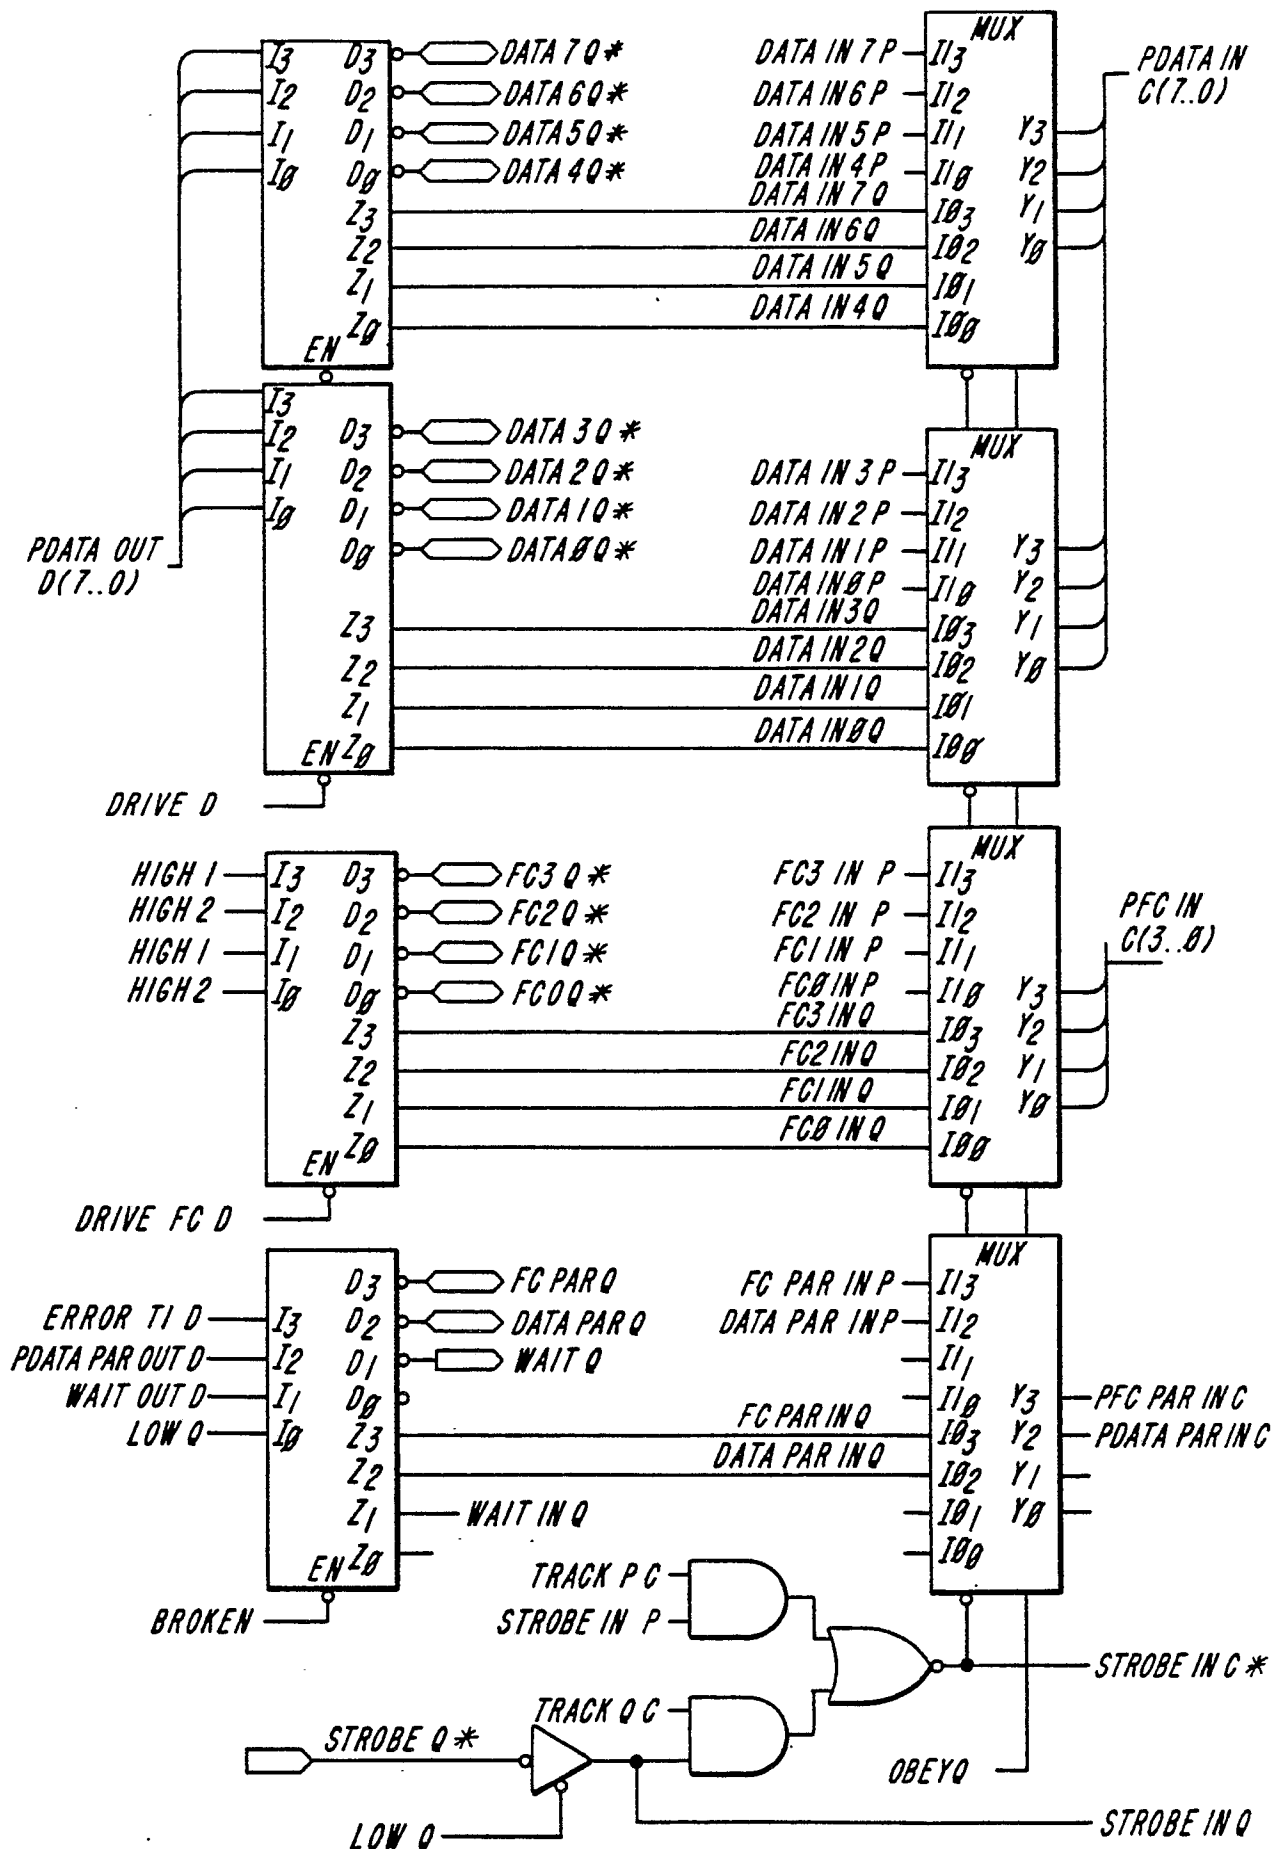 MUX
I3 D3 DATA 7 Q* DATA IN 7 P I13 PDATA IN
I2 D2 DATA 6 Q* DATA IN 6 P I12 C(7..0)
I1 D1 DATA 5 Q* DATA IN 5 P I11 Y3
I0 D0 DATA 4 Q* DATA IN 4 P I10 Y2
Z3 DATA IN 7 Q I03 Y1
Z2 DATA IN 6 Q I02 Y0
Z1 DATA IN 5 Q I01
Z0 DATA IN 4 Q I00
EN
I3 MUX
I2 D3 DATA 3 Q* DATA IN 3 P I13
I1 D2 DATA 2 Q* DATA IN 2 P I12
I0 D1 DATA 1 Q* DATA IN 1 P I11 Y3
PDATA OUT D0 DATA Ø Q* DATA IN Ø P I10 Y2
D(7..0)
Z3 DATA IN 3 Q I03 Y1
Z2 DATA IN 2 Q I02 Y0
Z1 DATA IN 1 Q I01
EN Z0 DATA IN Ø Q I00
DRIVE D
MUX
HIGH 1 I3 D3 FC3 Q* FC3 IN P I13 PFC IN
HIGH 2 I2 D2 FC2 Q* FC2 IN P I12 C(3..Ø)
HIGH 1 I1 D1 FC1 Q* FC1 IN P I11
HIGH 2 I0 D0 FC0 Q* FCØ IN P I10 Y3
Z3 FC3 IN Q I03 Y2
Z2 FC2 IN Q I02 Y1
Z1 FC1 IN Q I01 Y0
Z0 FCØ IN Q I00
EN
DRIVE FC D
MUX
D3 FC PAR Q FC PAR IN P I13
ERROR T1 D I3 D2 DATA PAR Q DATA PAR IN P I12
PDATA PAR OUT D I2 D1 WAIT Q I11
WAIT OUT D I1 D0 I10 Y3 PFC PAR IN C
LOW Q I0 Z3 FC PAR IN Q I03 Y2 PDATA PAR IN C
Z2 DATA PAR IN Q I02 Y1
Z1 WAIT IN Q I01 Y0
EN Z0 I00
BROKEN
TRACK P C
STROBE IN P
STROBE IN C*
TRACK Q C
STROBE Q*
OBEYQ
LOW Q
STROBE IN Q